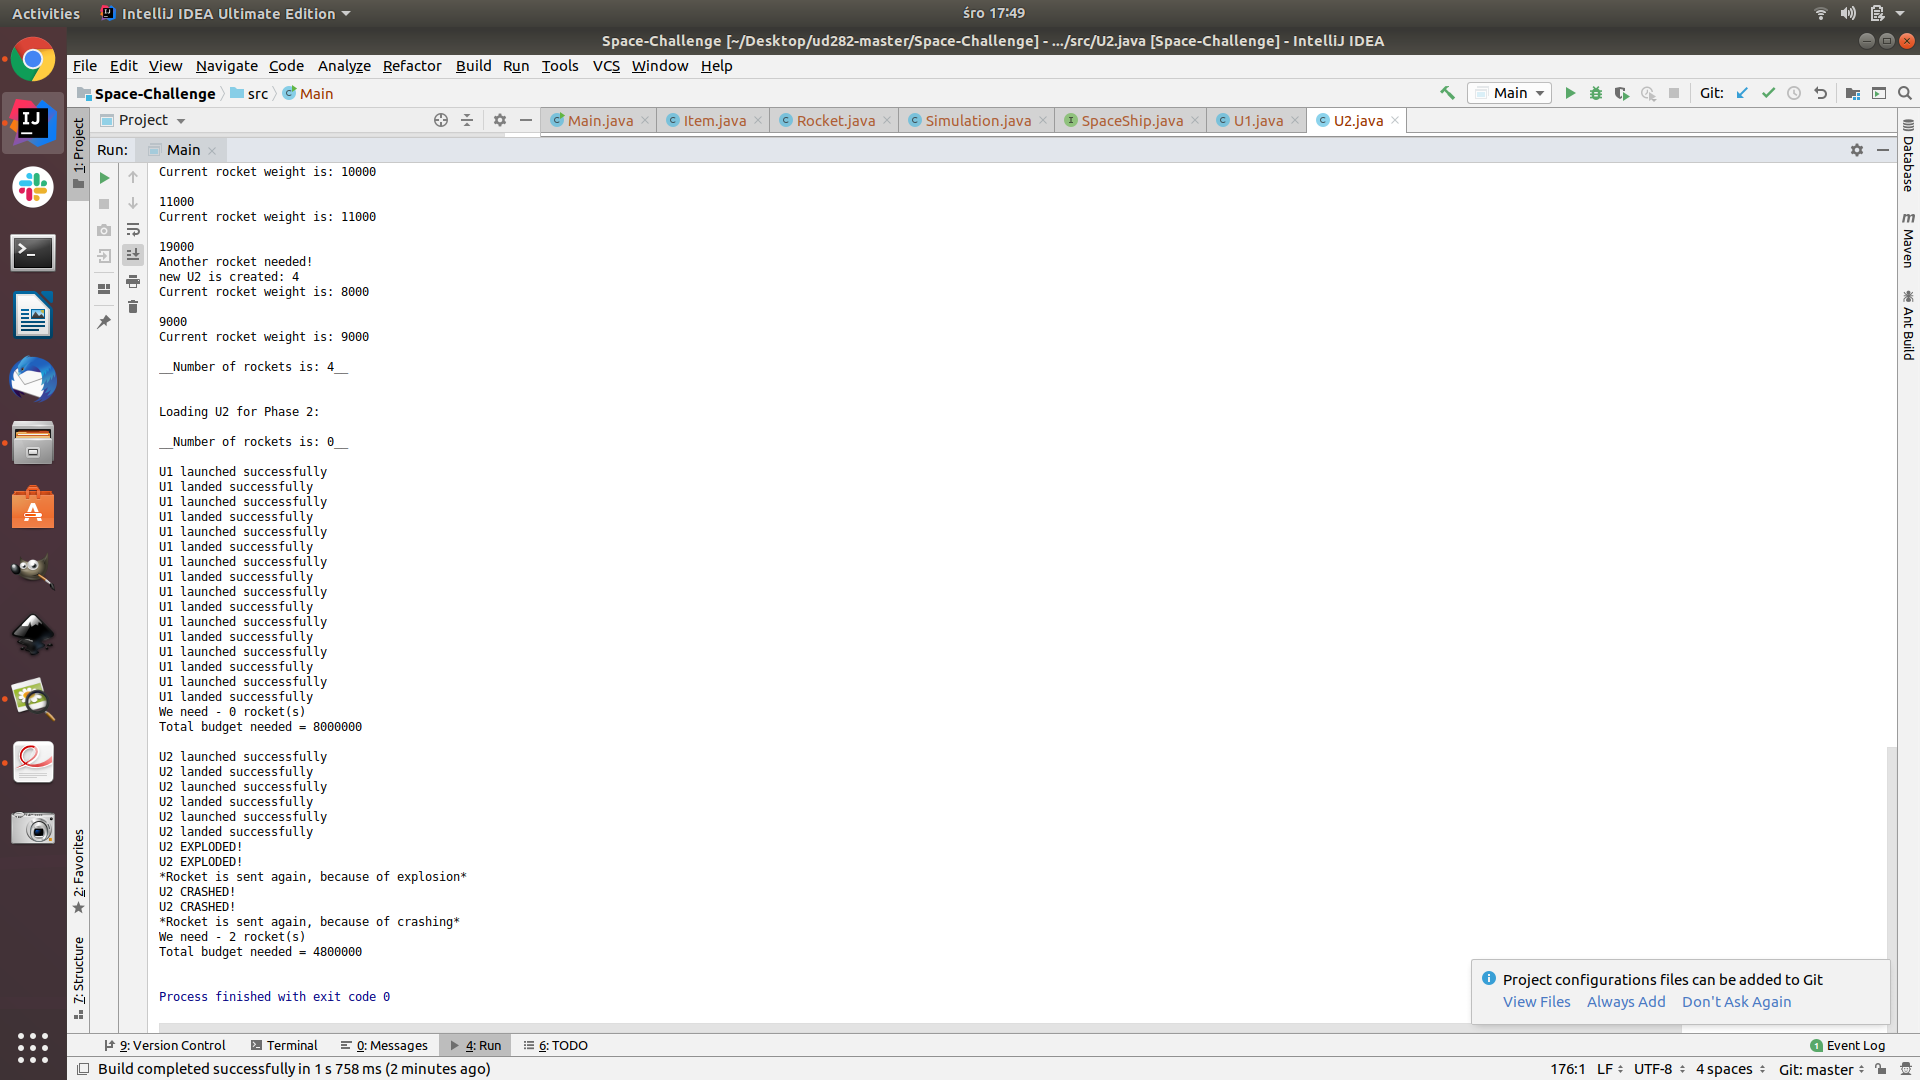 Activities IntelliJ IDEA Ultimate Edition śro 17:49
Space-Challenge [~/Desktop/ud282-master/Space-Challenge] - .../src/U2.java [Space-Challenge] - IntelliJ IDEA
File Edit View Navigate Code Analyze Refactor Build Run Tools VCS Window Help
Space-Challenge src Main Main Git:
1: Project
Project Main.java Item.java Rocket.java Simulation.java SpaceShip.java U1.java U2.java
Run: Main
Current rocket weight is: 10000
11000
Current rocket weight is: 11000
19000
Another rocket needed!
new U2 is created: 4
Current rocket weight is: 8000
9000
Current rocket weight is: 9000
__Number of rockets is: 4__
Loading U2 for Phase 2:
__Number of rockets is: 0__
U1 launched successfully
U1 landed successfully
U1 launched successfully
U1 landed successfully
U1 launched successfully
U1 landed successfully
U1 launched successfully
U1 landed successfully
U1 launched successfully
U1 landed successfully
U1 launched successfully
U1 landed successfully
U1 launched successfully
U1 landed successfully
U1 launched successfully
U1 landed successfully
We need - 0 rocket(s)
Total budget needed = 8000000
U2 launched successfully
U2 landed successfully
U2 launched successfully
U2 landed successfully
U2 launched successfully
U2 landed successfully
U2 EXPLODED!
U2 EXPLODED!
*Rocket is sent again, because of explosion*
U2 CRASHED!
U2 CRASHED!
*Rocket is sent again, because of crashing*
We need - 2 rocket(s)
Total budget needed = 4800000
Process finished with exit code 0
Database
m Maven
Ant Build
2: Favorites
7: Structure
Project configurations files can be added to Git
View Files Always Add Don't Ask Again
9: Version Control Terminal 0: Messages 4: Run 6: TODO 1 Event Log
Build completed successfully in 1 s 758 ms (2 minutes ago) 176:1 LF UTF-8 4 spaces Git: master
IJ